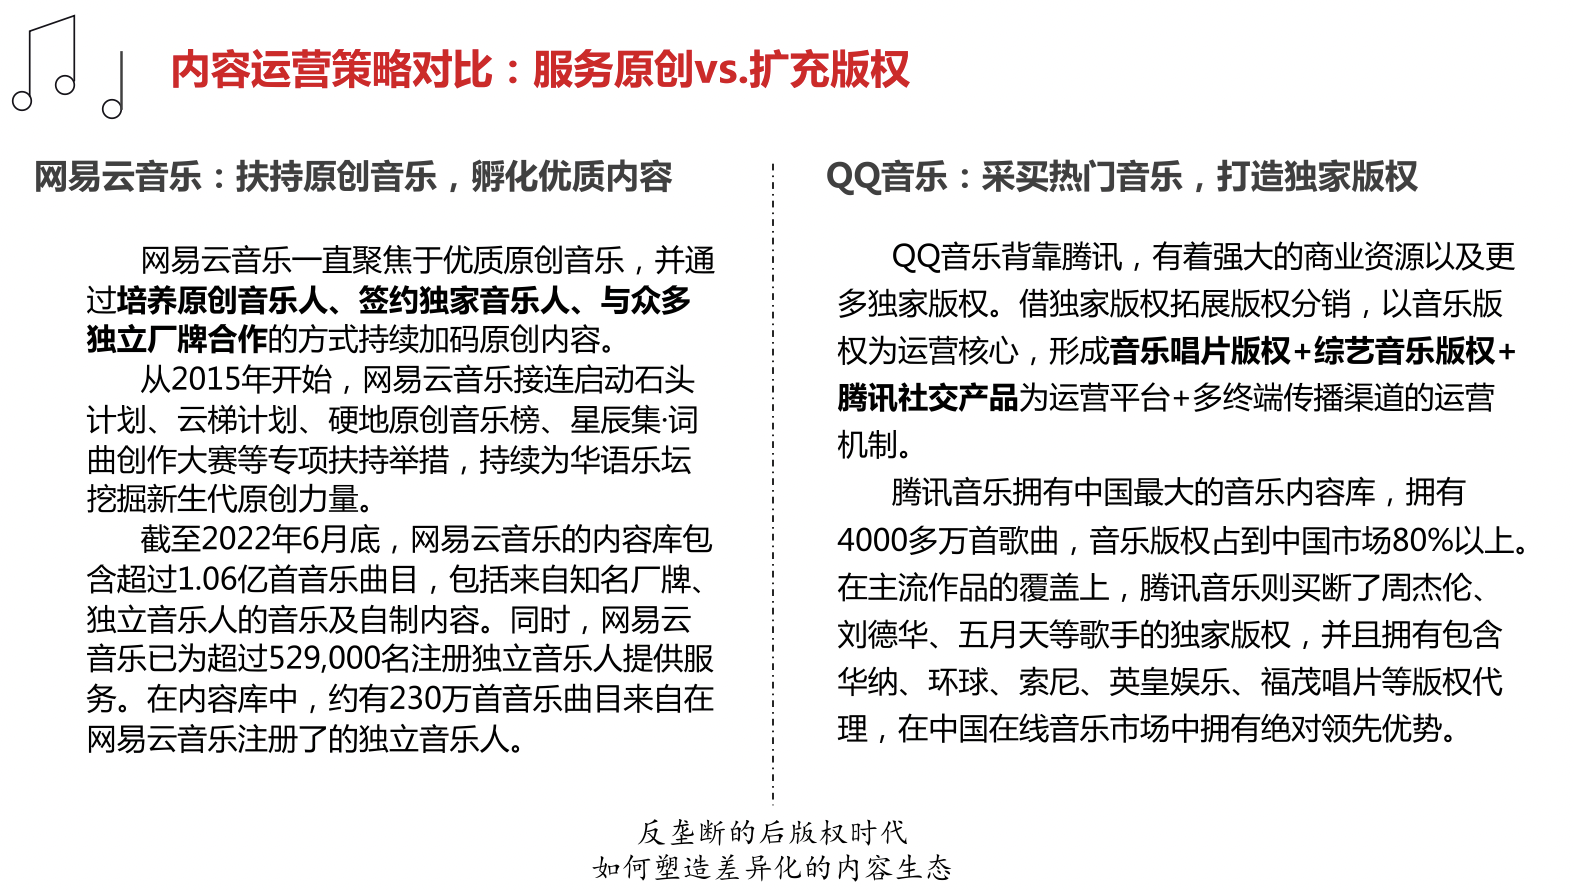 内容运营策略对比：服务原创vs.扩充版权
网易云音乐：扶持原创音乐，孵化优质内容
网易云音乐一直聚焦于优质原创音乐，并通
过培养原创音乐人、签约独家音乐人、与众多
独立厂牌合作的方式持续加码原创内容。
从2015年开始，网易云音乐接连启动石头
计划、云梯计划、硬地原创音乐榜、星辰集·词
曲创作大赛等专项扶持举措，持续为华语乐坛
挖掘新生代原创力量。
截至2022年6月底，网易云音乐的内容库包
含超过1.06亿首音乐曲目，包括来自知名厂牌、
独立音乐人的音乐及自制内容。同时，网易云
音乐已为超过529,000名注册独立音乐人提供服
务。在内容库中，约有230万首音乐曲目来自在
网易云音乐注册了的独立音乐人。
QQ音乐：采买热门音乐，打造独家版权
QQ音乐背靠腾讯，有着强大的商业资源以及更
多独家版权。借独家版权拓展版权分销，以音乐版
权为运营核心，形成音乐唱片版权+综艺音乐版权+
腾讯社交产品为运营平台+多终端传播渠道的运营
机制。
腾讯音乐拥有中国最大的音乐内容库，拥有
4000多万首歌曲，音乐版权占到中国市场80%以上。
在主流作品的覆盖上，腾讯音乐则买断了周杰伦、
刘德华、五月天等歌手的独家版权，并且拥有包含
华纳、环球、索尼、英皇娱乐、福茂唱片等版权代
理，在中国在线音乐市场中拥有绝对领先优势。
反垄断的后版权时代
如何塑造差异化的内容生态